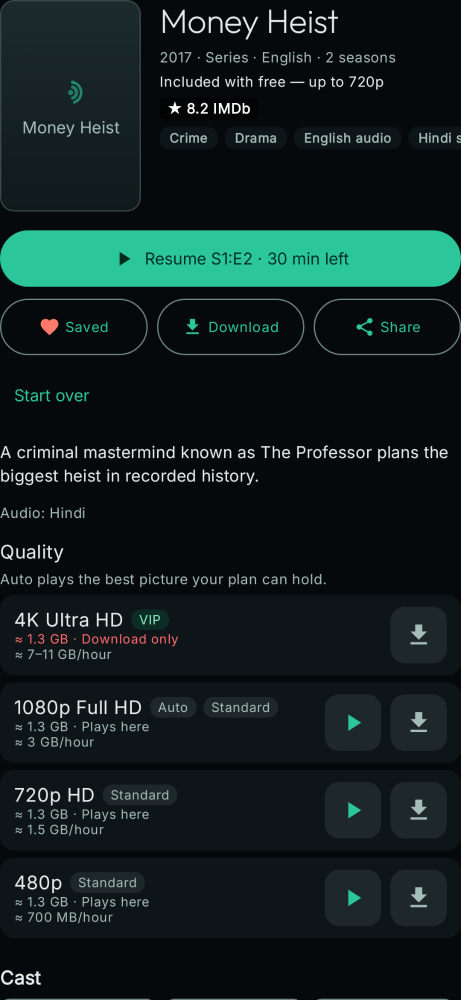 Money Heist
Money Heist
2017 · Series · English · 2 seasons
Included with free — up to 720p
★ 8.2 IMDb
Crime Drama English audio Hindi
Resume S1:E2 · 30 min left
Saved Download Share
Start over
A criminal mastermind known as The Professor plans the
biggest heist in recorded history.
Audio: Hindi
Quality
Auto plays the best picture your plan can hold.
4K Ultra HD VIP
≈ 1.3 GB · Download only
≈ 7–11 GB/hour
1080p Full HD Auto Standard
≈ 1.3 GB · Plays here
≈ 3 GB/hour
720p HD Standard
≈ 1.3 GB · Plays here
≈ 1.5 GB/hour
480p Standard
≈ 1.3 GB · Plays here
≈ 700 MB/hour
Cast